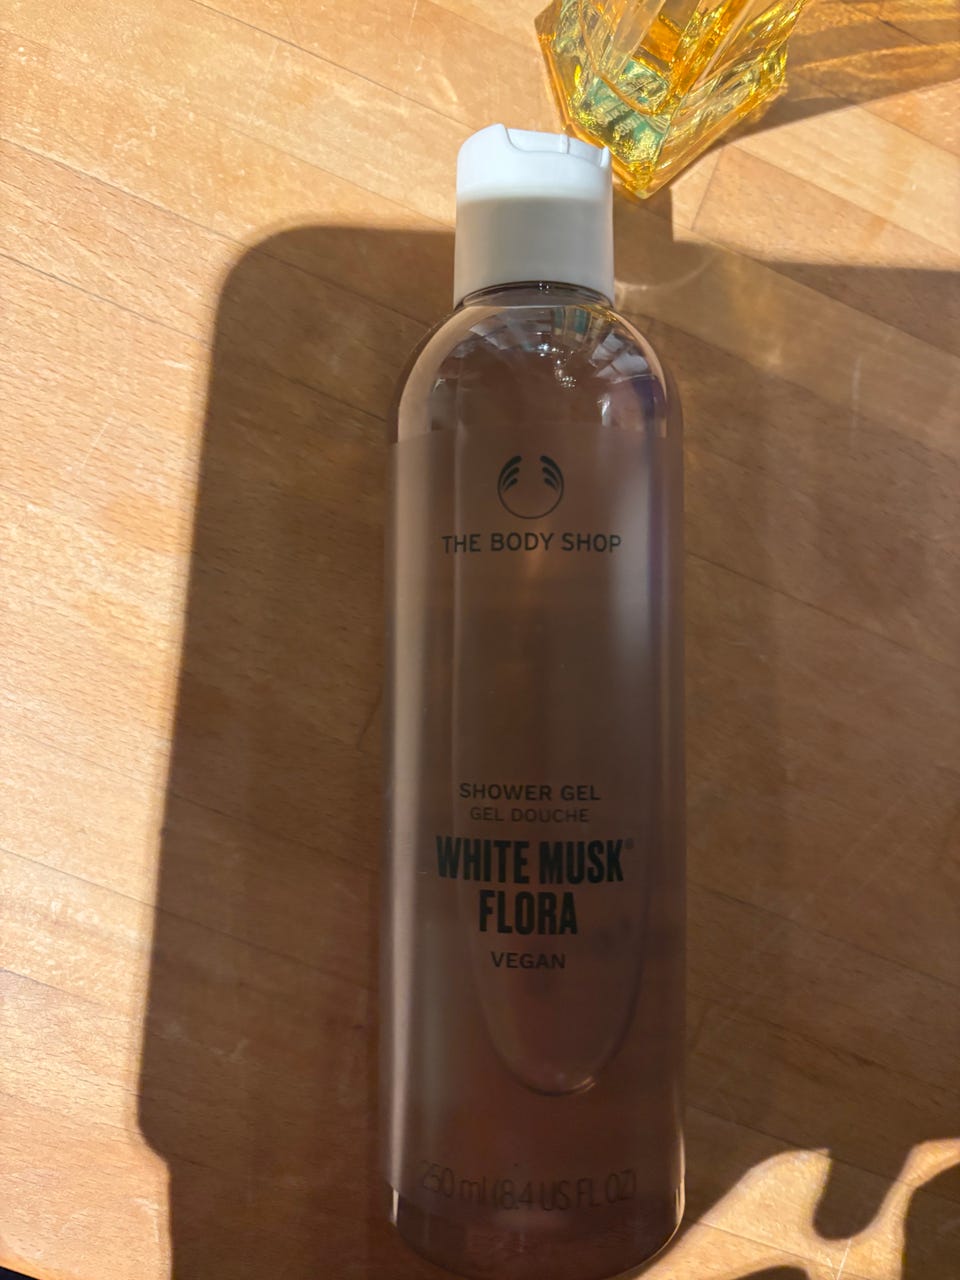 THE BODY SHOP
SHOWER GEL
GEL DOUCHE
WHITE MUSK®
FLORA
VEGAN
250 ml (8.4 US FL OZ)